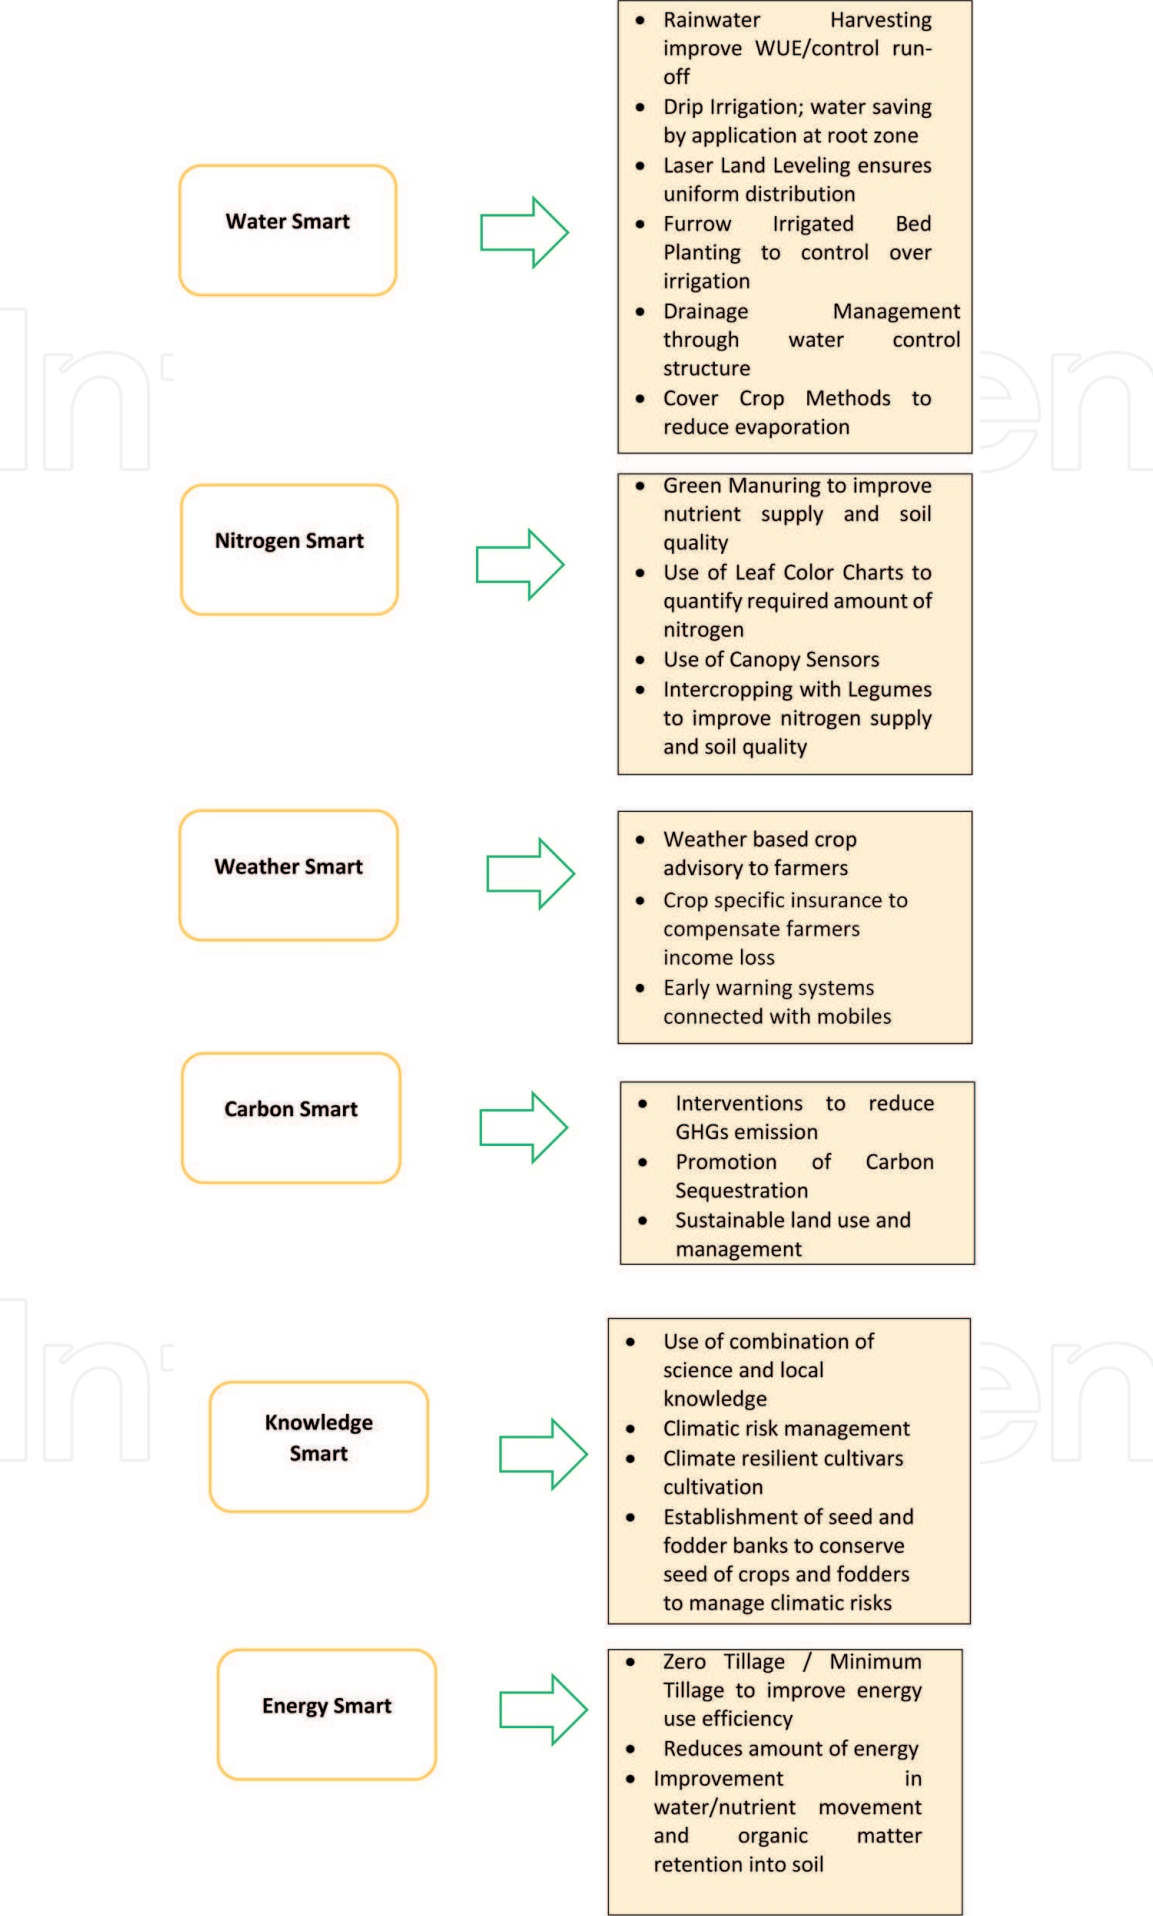 Rainwater Harvesting
improve WUE/control run-
off
Drip Irrigation; water saving
by application at root zone
Laser Land Leveling ensures
uniform distribution
Furrow Irrigated Bed
Planting to control over
irrigation
Drainage Management
through water control
structure
Cover Crop Methods to
reduce evaporation
Water Smart
Green Manuring to improve
nutrient supply and soil
quality
Use of Leaf Color Charts to
quantify required amount of
nitrogen
Use of Canopy Sensors
Intercropping with Legumes
to improve nitrogen supply
and soil quality
Nitrogen Smart
Weather based crop
advisory to farmers
Crop specific insurance to
compensate farmers
income loss
Early warning systems
connected with mobiles
Weather Smart
Interventions to reduce
GHGs emission
Promotion of Carbon
Sequestration
Sustainable land use and
management
Carbon Smart
Use of combination of
science and local
knowledge
Climatic risk management
Climate resilient cultivars
cultivation
Establishment of seed and
fodder banks to conserve
seed of crops and fodders
to manage climatic risks
Knowledge
Smart
Zero Tillage / Minimum
Tillage to improve energy
use efficiency
Reduces amount of energy
Improvement in
water/nutrient movement
and organic matter
retention into soil
Energy Smart